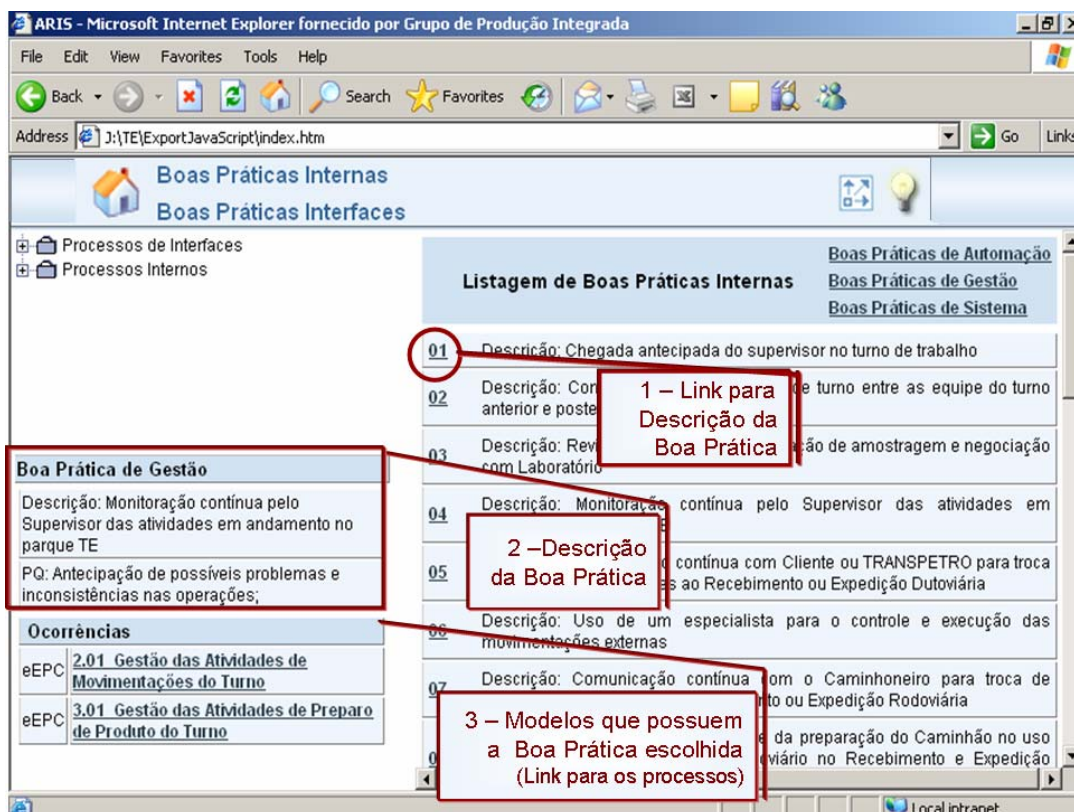 ARIS - Microsoft Internet Explorer fornecido por Grupo de Produção Integrada
File Edit View Favorites Tools Help
Back Search Favorites
Address J:\TE\ExportJavaScript\index.htm Go Links
Boas Práticas Internas
Boas Práticas Interfaces
Processos de Interfaces
Processos Internos
Boa Prática de Gestão
Descrição: Monitoração contínua pelo
Supervisor das atividades em andamento no
parque TE
PQ: Antecipação de possíveis problemas e
inconsistências nas operações;
Ocorrências
eEPC 2.01 Gestão das Atividades de
Movimentações do Turno
eEPC 3.01 Gestão das Atividades de Preparo
de Produto do Turno
Listagem de Boas Práticas Internas
Boas Práticas de Automação
Boas Práticas de Gestão
Boas Práticas de Sistema
01 Descrição: Chegada antecipada do supervisor no turno de trabalho
02 Descrição: de turno entre as equipe do turno
anterior e
03 Descrição: de amostragem e negociação
com Laboratório
04 Descrição: Monitoração contínua pelo Supervisor das atividades em
05 contínua com Cliente ou TRANSPETRO para troca
ao Recebimento ou Expedição Dutoviária
06 Descrição: Uso de um especialista para o controle e execução das
movimentações externas
07 Descrição: Comunicação contínua com o Caminhoneiro para troca de
ou Expedição Rodoviária
da preparação do Caminhão no uso
no Recebimento e Expedição
1 – Link para
Descrição da
Boa Prática
2 –Descrição
da Boa Prática
3 – Modelos que possuem
a Boa Prática escolhida
(Link para os processos)
Local intranet